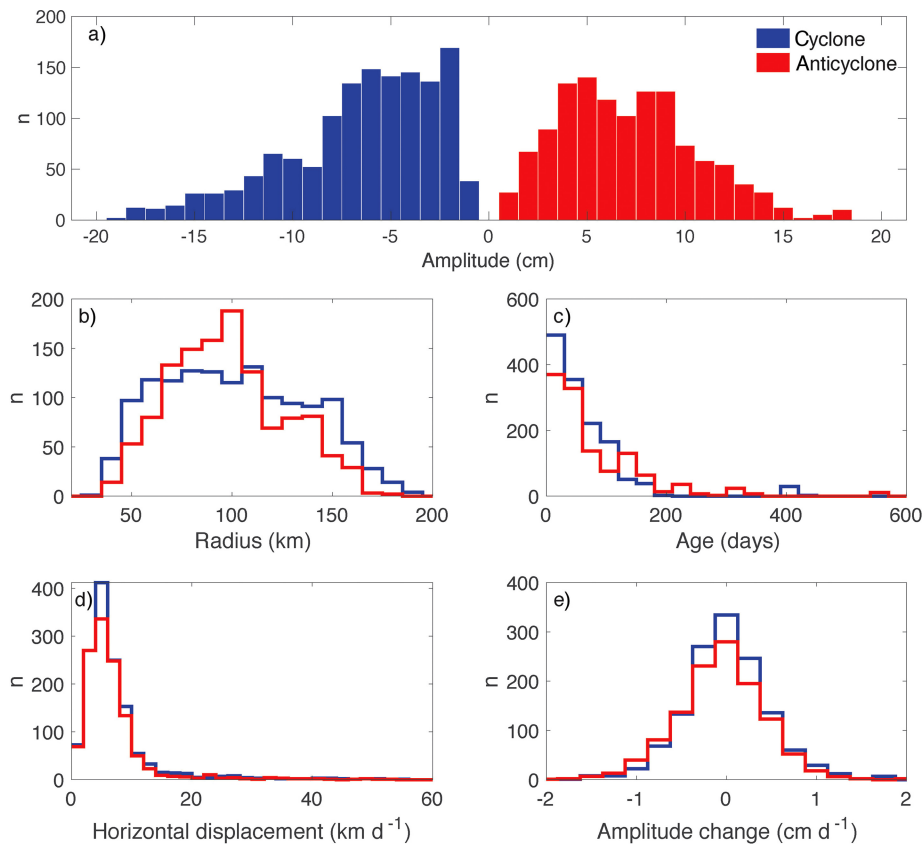 200
a)
Cyclone
Anticyclone
150
n
100
50
0
-20 -15 -10 -5 0 5 10 15 20
Amplitude (cm)
200
b)
150
n
100
50
0
50 100 150 200
Radius (km)
600
c)
400
n
200
0
0 200 400 600
Age (days)
400
d)
300
n
200
100
0
0 20 40 60
Horizontal displacement (km d⁻¹)
400
e)
300
n
200
100
0
-2 -1 0 1 2
Amplitude change (cm d⁻¹)